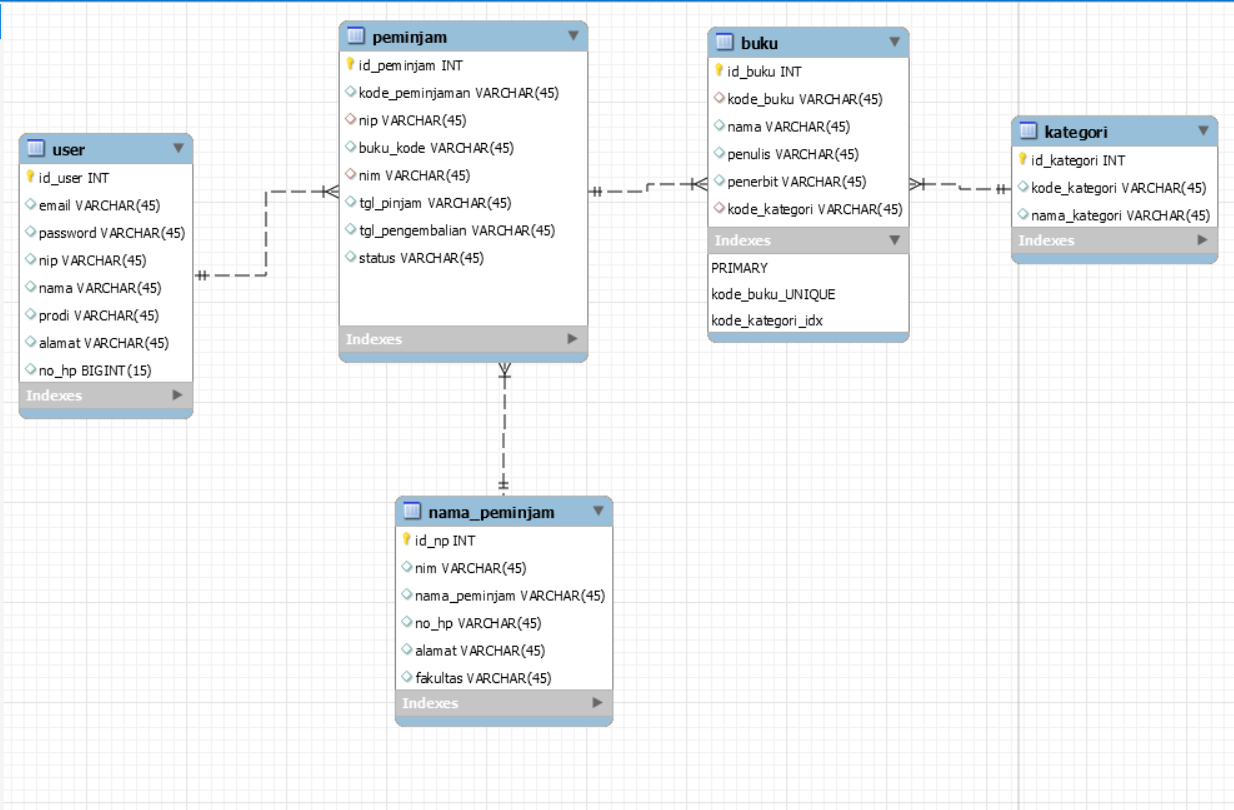 user
id_user INT
email VARCHAR(45)
password VARCHAR(45)
nip VARCHAR(45)
nama VARCHAR(45)
prodi VARCHAR(45)
alamat VARCHAR(45)
no_hp BIGINT(15)
Indexes
peminjam
id_peminjam INT
kode_peminjaman VARCHAR(45)
nip VARCHAR(45)
buku_kode VARCHAR(45)
nim VARCHAR(45)
tgl_pinjam VARCHAR(45)
tgl_pengembalian VARCHAR(45)
status VARCHAR(45)
Indexes
buku
id_buku INT
kode_buku VARCHAR(45)
nama VARCHAR(45)
penulis VARCHAR(45)
penerbit VARCHAR(45)
kode_kategori VARCHAR(45)
Indexes
PRIMARY
kode_buku_UNIQUE
kode_kategori_idx
kategori
id_kategori INT
kode_kategori VARCHAR(45)
nama_kategori VARCHAR(45)
Indexes
nama_peminjam
id_np INT
nim VARCHAR(45)
nama_peminjam VARCHAR(45)
no_hp VARCHAR(45)
alamat VARCHAR(45)
fakultas VARCHAR(45)
Indexes